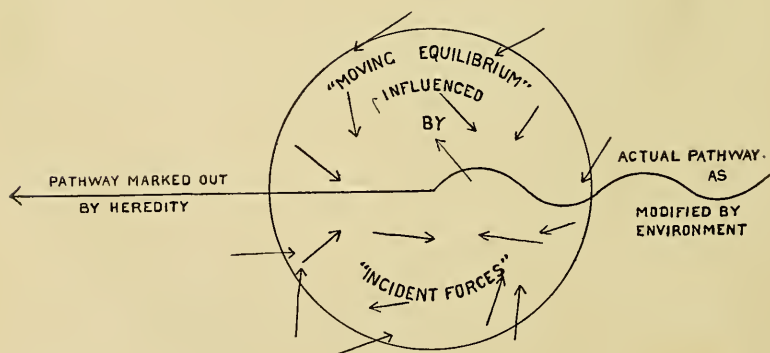 "MOVING EQUILIBRIUM"
INFLUENCED
BY
PATHWAY MARKED OUT
BY HEREDITY
ACTUAL PATHWAY.
AS
MODIFIED BY
ENVIRONMENT
"INCIDENT FORCES"